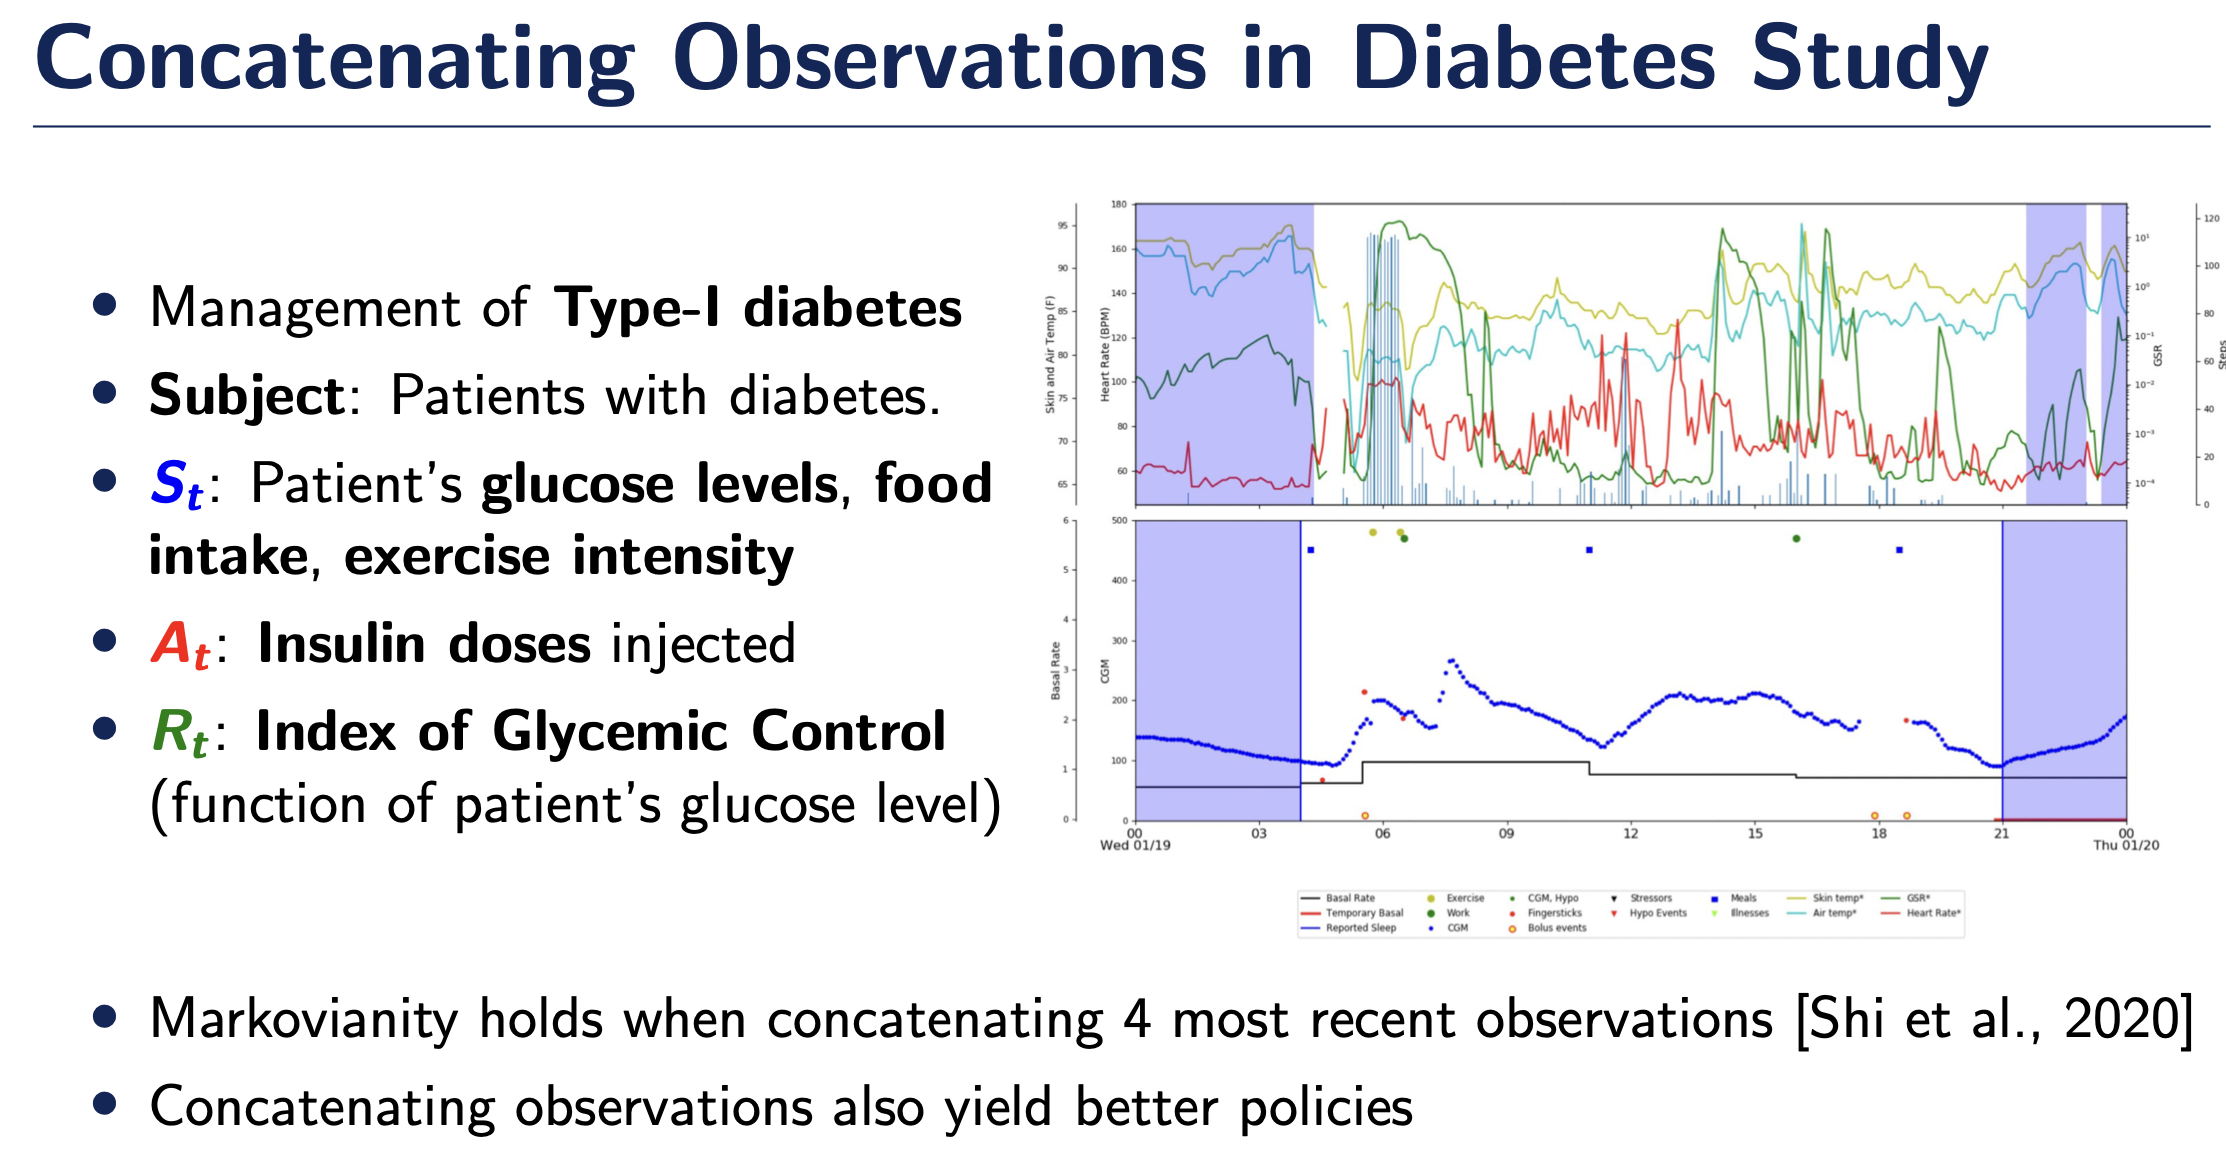 Concatenating Observations in Diabetes Study
• Management of Type-I diabetes
• Subject: Patients with diabetes.
• St: Patient's glucose levels, food
intake, exercise intensity
• At: Insulin doses injected
• Rt: Index of Glycemic Control
(function of patient's glucose level)
Skin and Air Temp (F)
95
90
85
80
75
70
65
Heart Rate (BPM)
180
160
140
120
100
80
60
GSR
10^1
10^0
10^-1
10^-2
10^-3
10^-4
Steps
120
100
80
60
40
20
0
Basal Rate
6
5
4
3
2
1
0
CGM
500
400
300
200
100
0
00 03 06 09 12 15 18 21 00
Wed 01/19 Thu 01/20
Basal Rate Exercise CGM, Hypo Stressors Meals Skin temp* GSR*
Temporary Basal Work Fingersticks Hypo Events Illnesses Air temp* Heart Rate*
Reported Sleep CGM Bolus events
• Markovianity holds when concatenating 4 most recent observations [Shi et al., 2020]
• Concatenating observations also yield better policies